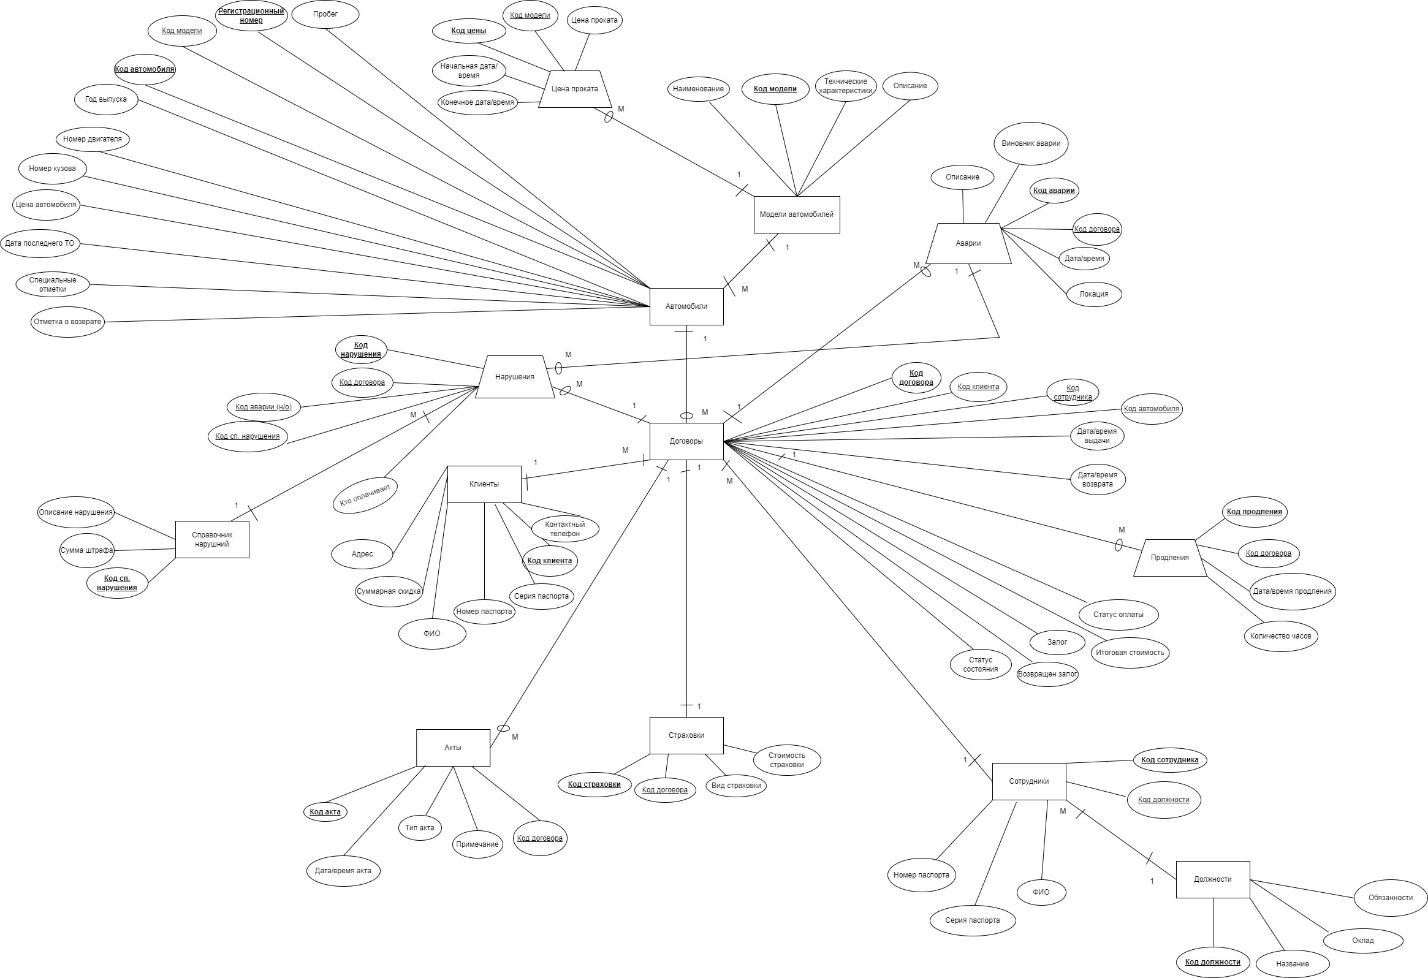 Регистрационный
номер
Пробег
Код модели
Код автомобиля
Год выпуска
Номер двигателя
Номер кузова
Цена автомобиля
Дата последнего ТО
Специальные
отметки
Отметка о возврате
Код модели
Цена проката
Код цены
Начальная дата/
время
Конечное дата/время
Цена проката
М
1
Наименование
Код модели
Технические
характеристики
Описание
Модели автомобилей
1
М
Автомобили
1
Виновник аварии
Описание
Код аварии
Код договора
Аварии
Дата/время
Локация
М
1
Код
нарушения
Код договора
Код аварии (н/о)
Код сп. нарушения
Нарушения
М
М
М
Кто оплачивает
1
1
М
1
Договоры
М
1
1
М
1
Код
договора
Код клиента
Код
сотрудника
Код автомобиля
Дата/время
выдачи
Дата/время
возврата
Описание нарушения
Сумма штрафа
Код сп.
нарушения
Справочник
нарушний
1
Клиенты
Адрес
Суммарная скидка
ФИО
Номер паспорта
Серия паспорта
Код клиента
Контактный
телефон
М
Продления
Код продления
Код договора
Дата/время продления
Количество часов
Статус оплаты
Залог
Итоговая стоимость
Статус
состояния
Возвращен залог
Акты
М
Код акта
Дата/время акта
Тип акта
Примечание
Код договора
1
Страховки
Код страховки
Код договора
Вид страховки
Стоимость
страховки
1
Сотрудники
Код сотрудника
Код должности
Номер паспорта
Серия паспорта
ФИО
М
1
Должности
Обязанности
Оклад
Название
Код должности